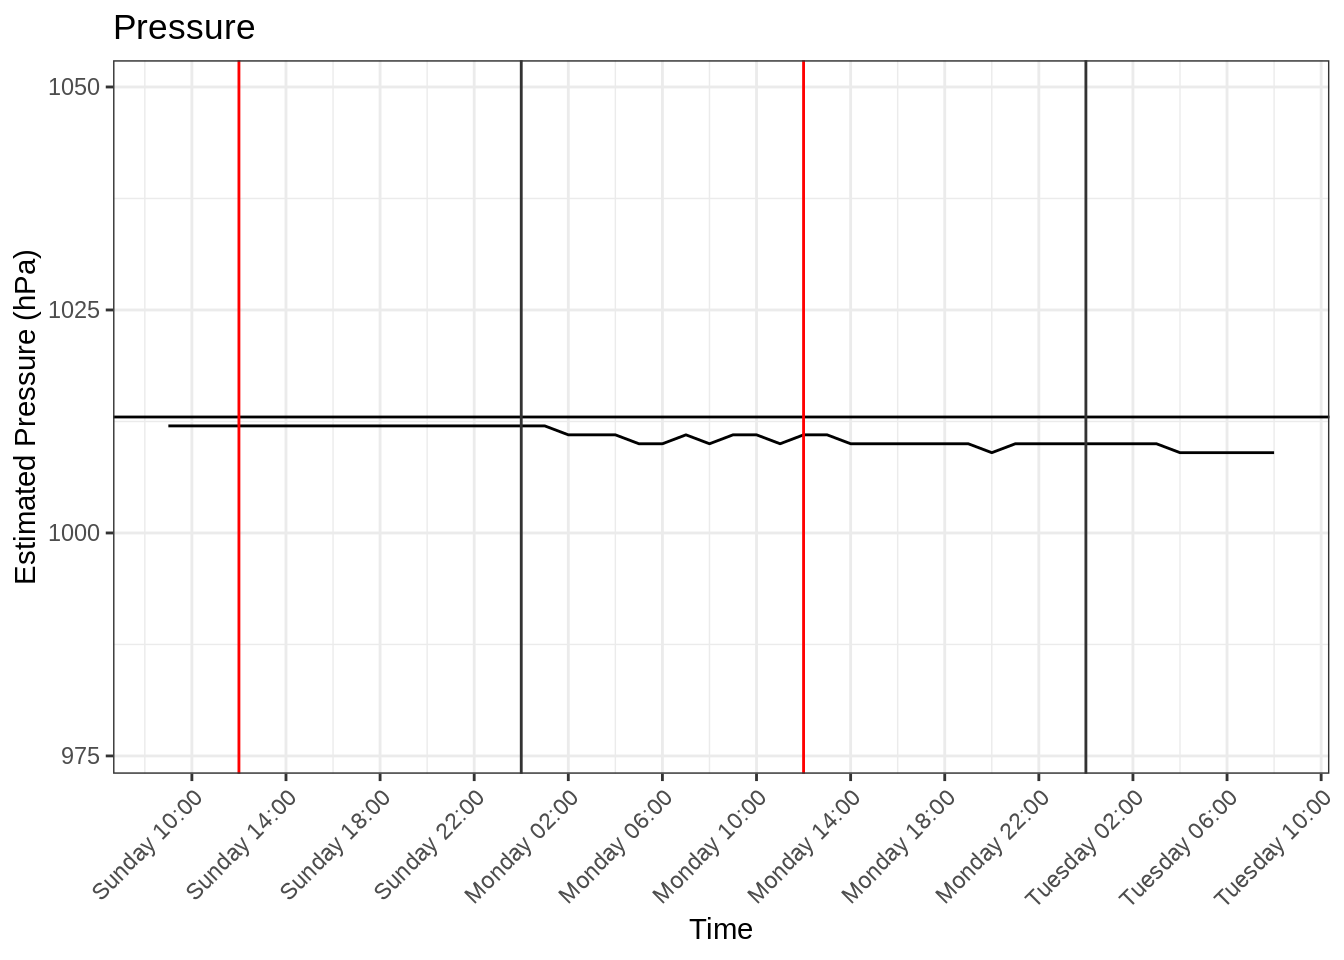 Pressure
Estimated Pressure (hPa)
1050
1025
1000
975
Sunday 10:00
Sunday 14:00
Sunday 18:00
Sunday 22:00
Monday 02:00
Monday 06:00
Monday 10:00
Monday 14:00
Monday 18:00
Monday 22:00
Tuesday 02:00
Tuesday 06:00
Tuesday 10:00
Time